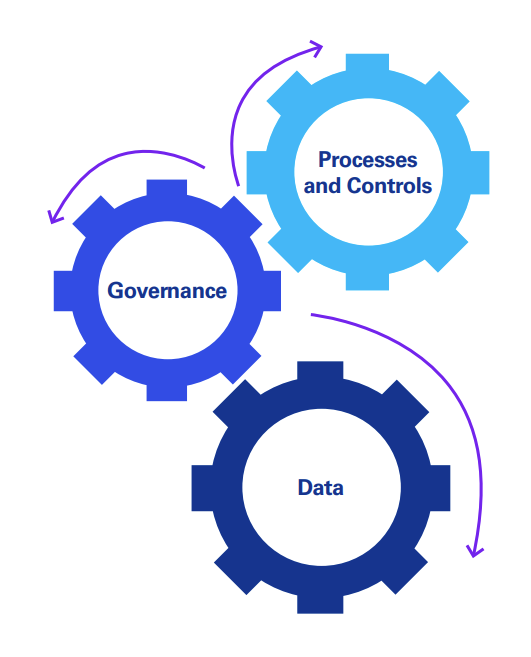 Processes
and Controls
Governance
Data